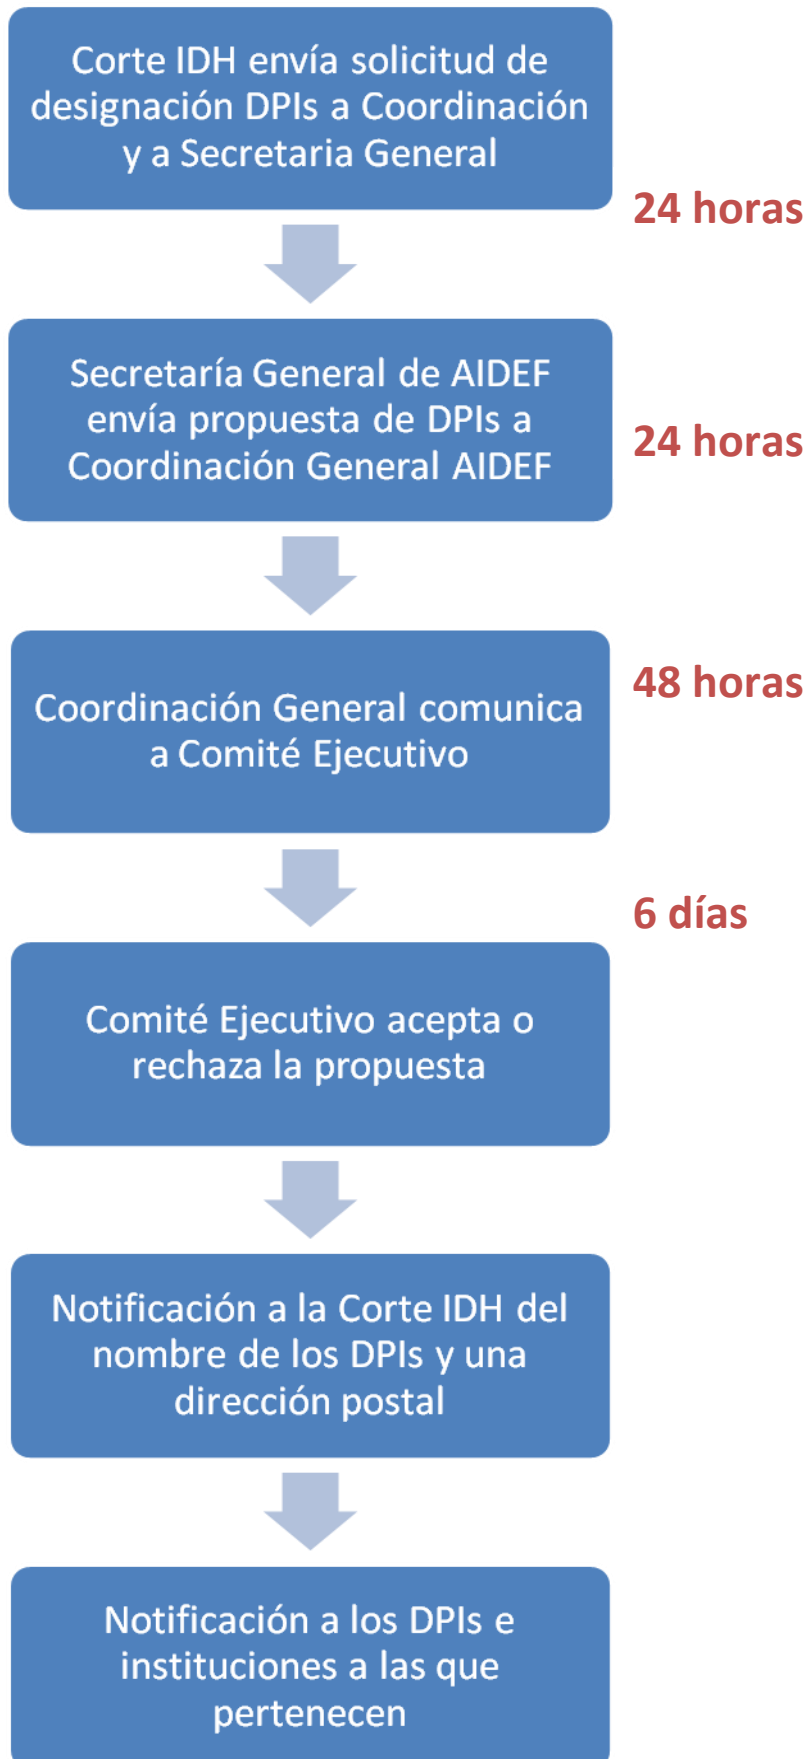 Corte IDH envía solicitud de
designación DPIs a Coordinación
y a Secretaria General
24 horas
Secretaría General de AIDEF
envía propuesta de DPIs a
Coordinación General AIDEF
24 horas
Coordinación General comunica
a Comité Ejecutivo
48 horas
6 días
Comité Ejecutivo acepta o
rechaza la propuesta
Notificación a la Corte IDH del
nombre de los DPIs y una
dirección postal
Notificación a los DPIs e
instituciones a las que
pertenecen